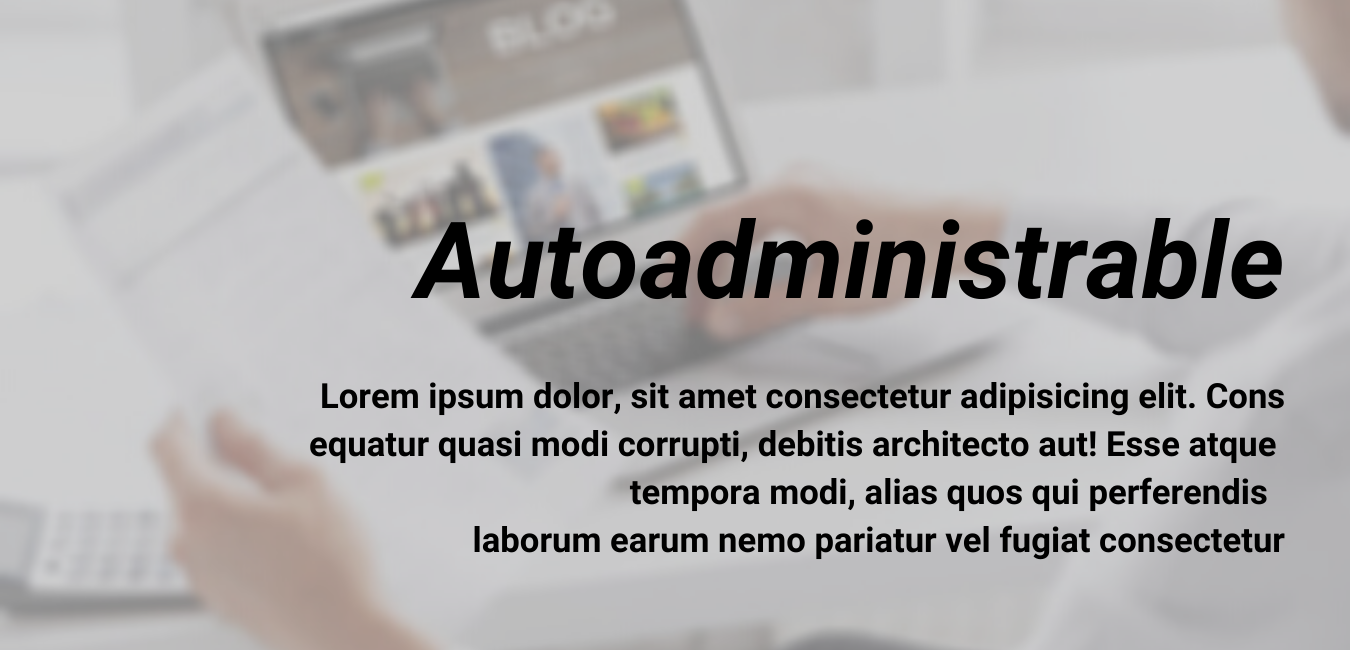 BLOG
Autoadministrable
Lorem ipsum dolor, sit amet consectetur adipisicing elit. Cons
equatur quasi modi corrupti, debitis architecto aut! Esse atque
tempora modi, alias quos qui perferendis
laborum earum nemo pariatur vel fugiat consectetur